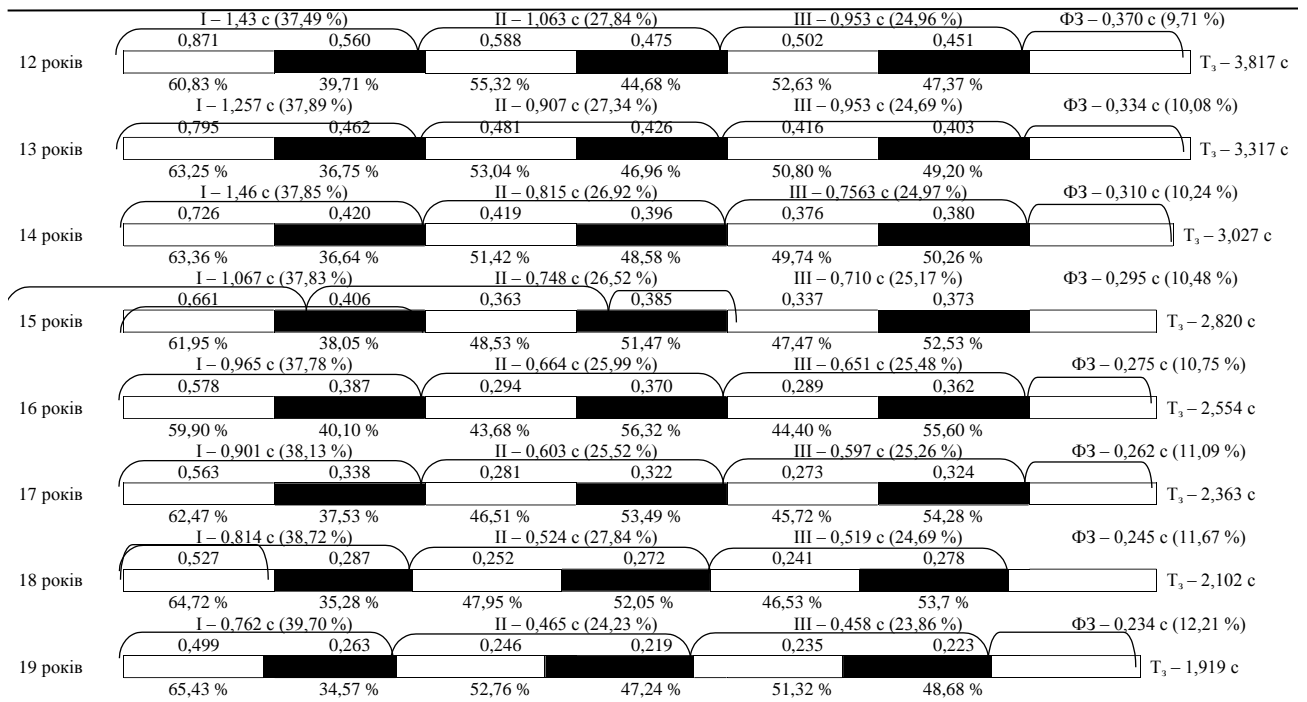 I – 1,43 с (37,49 %) II – 1,063 с (27,84 %) III – 0,953 с (24,96 %) ФЗ – 0,370 с (9,71 %)
0,871 0,560 0,588 0,475 0,502 0,451
12 років Тз – 3,817 с
60,83 % 39,71 % 55,32 % 44,68 % 52,63 % 47,37 %
I – 1,257 с (37,89 %) II – 0,907 с (27,34 %) III – 0,953 с (24,69 %) ФЗ – 0,334 с (10,08 %)
0,795 0,462 0,481 0,426 0,416 0,403
13 років Тз – 3,317 с
63,25 % 36,75 % 53,04 % 46,96 % 50,80 % 49,20 %
I – 1,46 с (37,85 %) II – 0,815 с (26,92 %) III – 0,7563 (24,97 %) ФЗ – 0,310 с (10,24 %)
0,726 0,420 0,419 0,396 0,376 0,380
14 років Тз – 3,027 с
63,36 % 36,64 % 51,42 % 48,58 % 49,74 % 50,26 %
I – 1,067 с (37,83 %) II – 0,748 с (26,52 %) III – 0,710 с (25,17 %) ФЗ – 0,295 с (10,48 %)
0,661 0,406 0,363 0,385 0,337 0,373
15 років Тз – 2,820 с
61,95 % 38,05 % 48,53 % 51,47 % 47,47 % 52,53 %
I – 0,965 с (37,78 %) II – 0,664 с (25,99 %) III – 0,651 с (25,48 %) ФЗ – 0,275 с (10,75 %)
0,578 0,387 0,294 0,370 0,289 0,362
16 років Тз – 2,554 с
59,90 % 40,10 % 43,68 % 56,32 % 44,40 % 55,60 %
I – 0,901 с (38,13 %) II – 0,603 с (25,52 %) III – 0,597 с (25,26 %) ФЗ – 0,262 с (11,09 %)
0,563 0,338 0,281 0,322 0,273 0,324
17 років Тз – 2,363 с
62,47 % 37,53 % 46,51 % 53,49 % 45,72 % 54,28 %
I – 0,814 с (38,72 %) II – 0,524 с (27,84 %) III – 0,519 с (24,69 %) ФЗ – 0,245 с (11,67 %)
0,527 0,287 0,252 0,272 0,241 0,278
18 років Тз – 2,102 с
64,72 % 35,28 % 47,95 % 52,05 % 46,53 % 53,7 %
I – 0,762 с (39,70 %) II – 0,465 с (24,23 %) III – 0,458 с (23,86 %) ФЗ – 0,234 с (12,21 %)
0,499 0,263 0,246 0,219 0,235 0,223
19 років Тз – 1,919 с
65,43 % 34,57 % 52,76 % 47,24 % 51,32 % 48,68 %